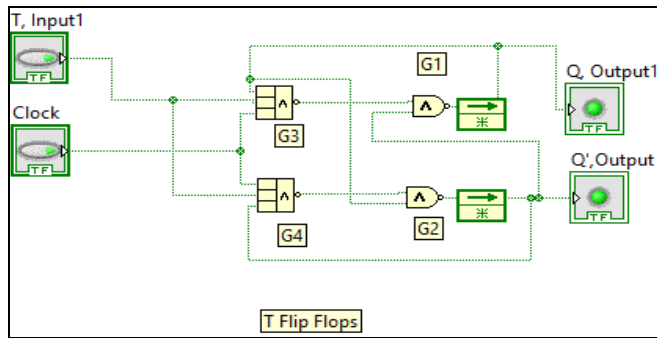 T, Input1
TF
Clock
TF
G1
G3
Q, Output1
TF
Q',Output
TF
G2
G4
T Flip Flops